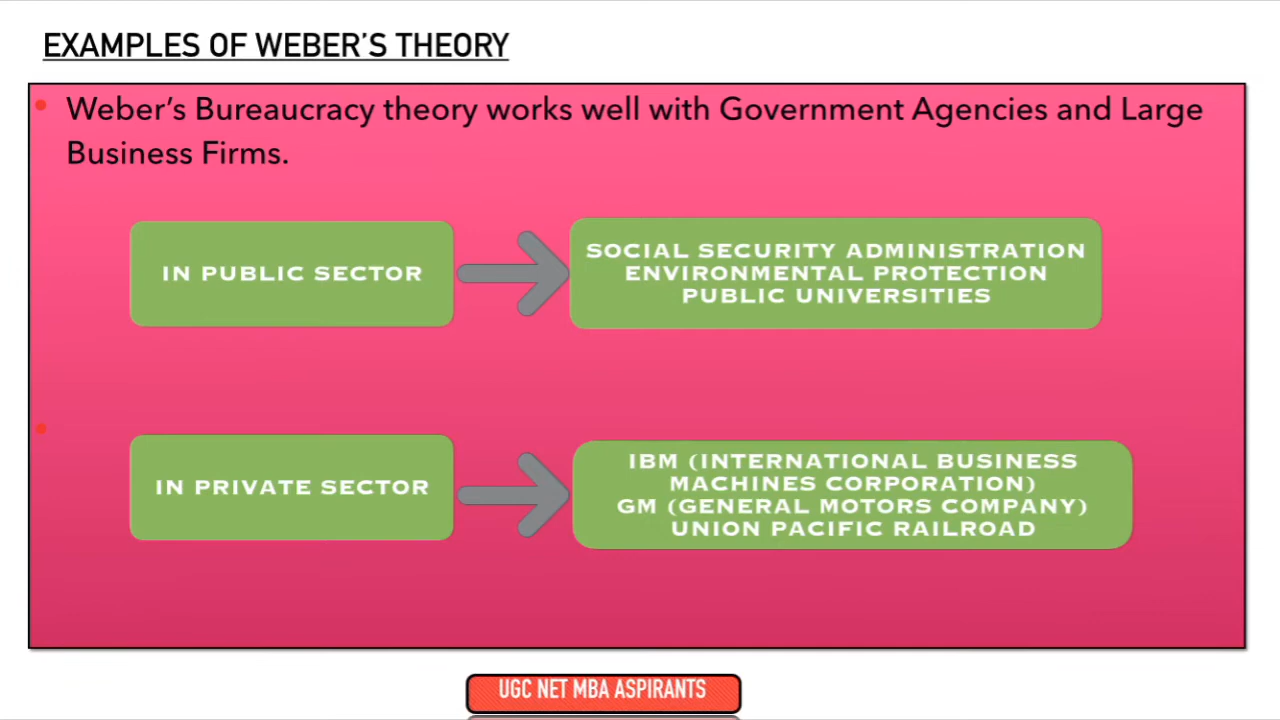 EXAMPLES OF WEBER'S THEORY
Weber's Bureaucracy theory works well with Government Agencies and Large
Business Firms.
IN PUBLIC SECTOR
SOCIAL SECURITY ADMINISTRATION
ENVIRONMENTAL PROTECTION
PUBLIC UNIVERSITIES
IN PRIVATE SECTOR
IBM (INTERNATIONAL BUSINESS
MACHINES CORPORATION)
GM (GENERAL MOTORS COMPANY)
UNION PACIFIC RAILROAD
UGC NET MBA ASPIRANTS